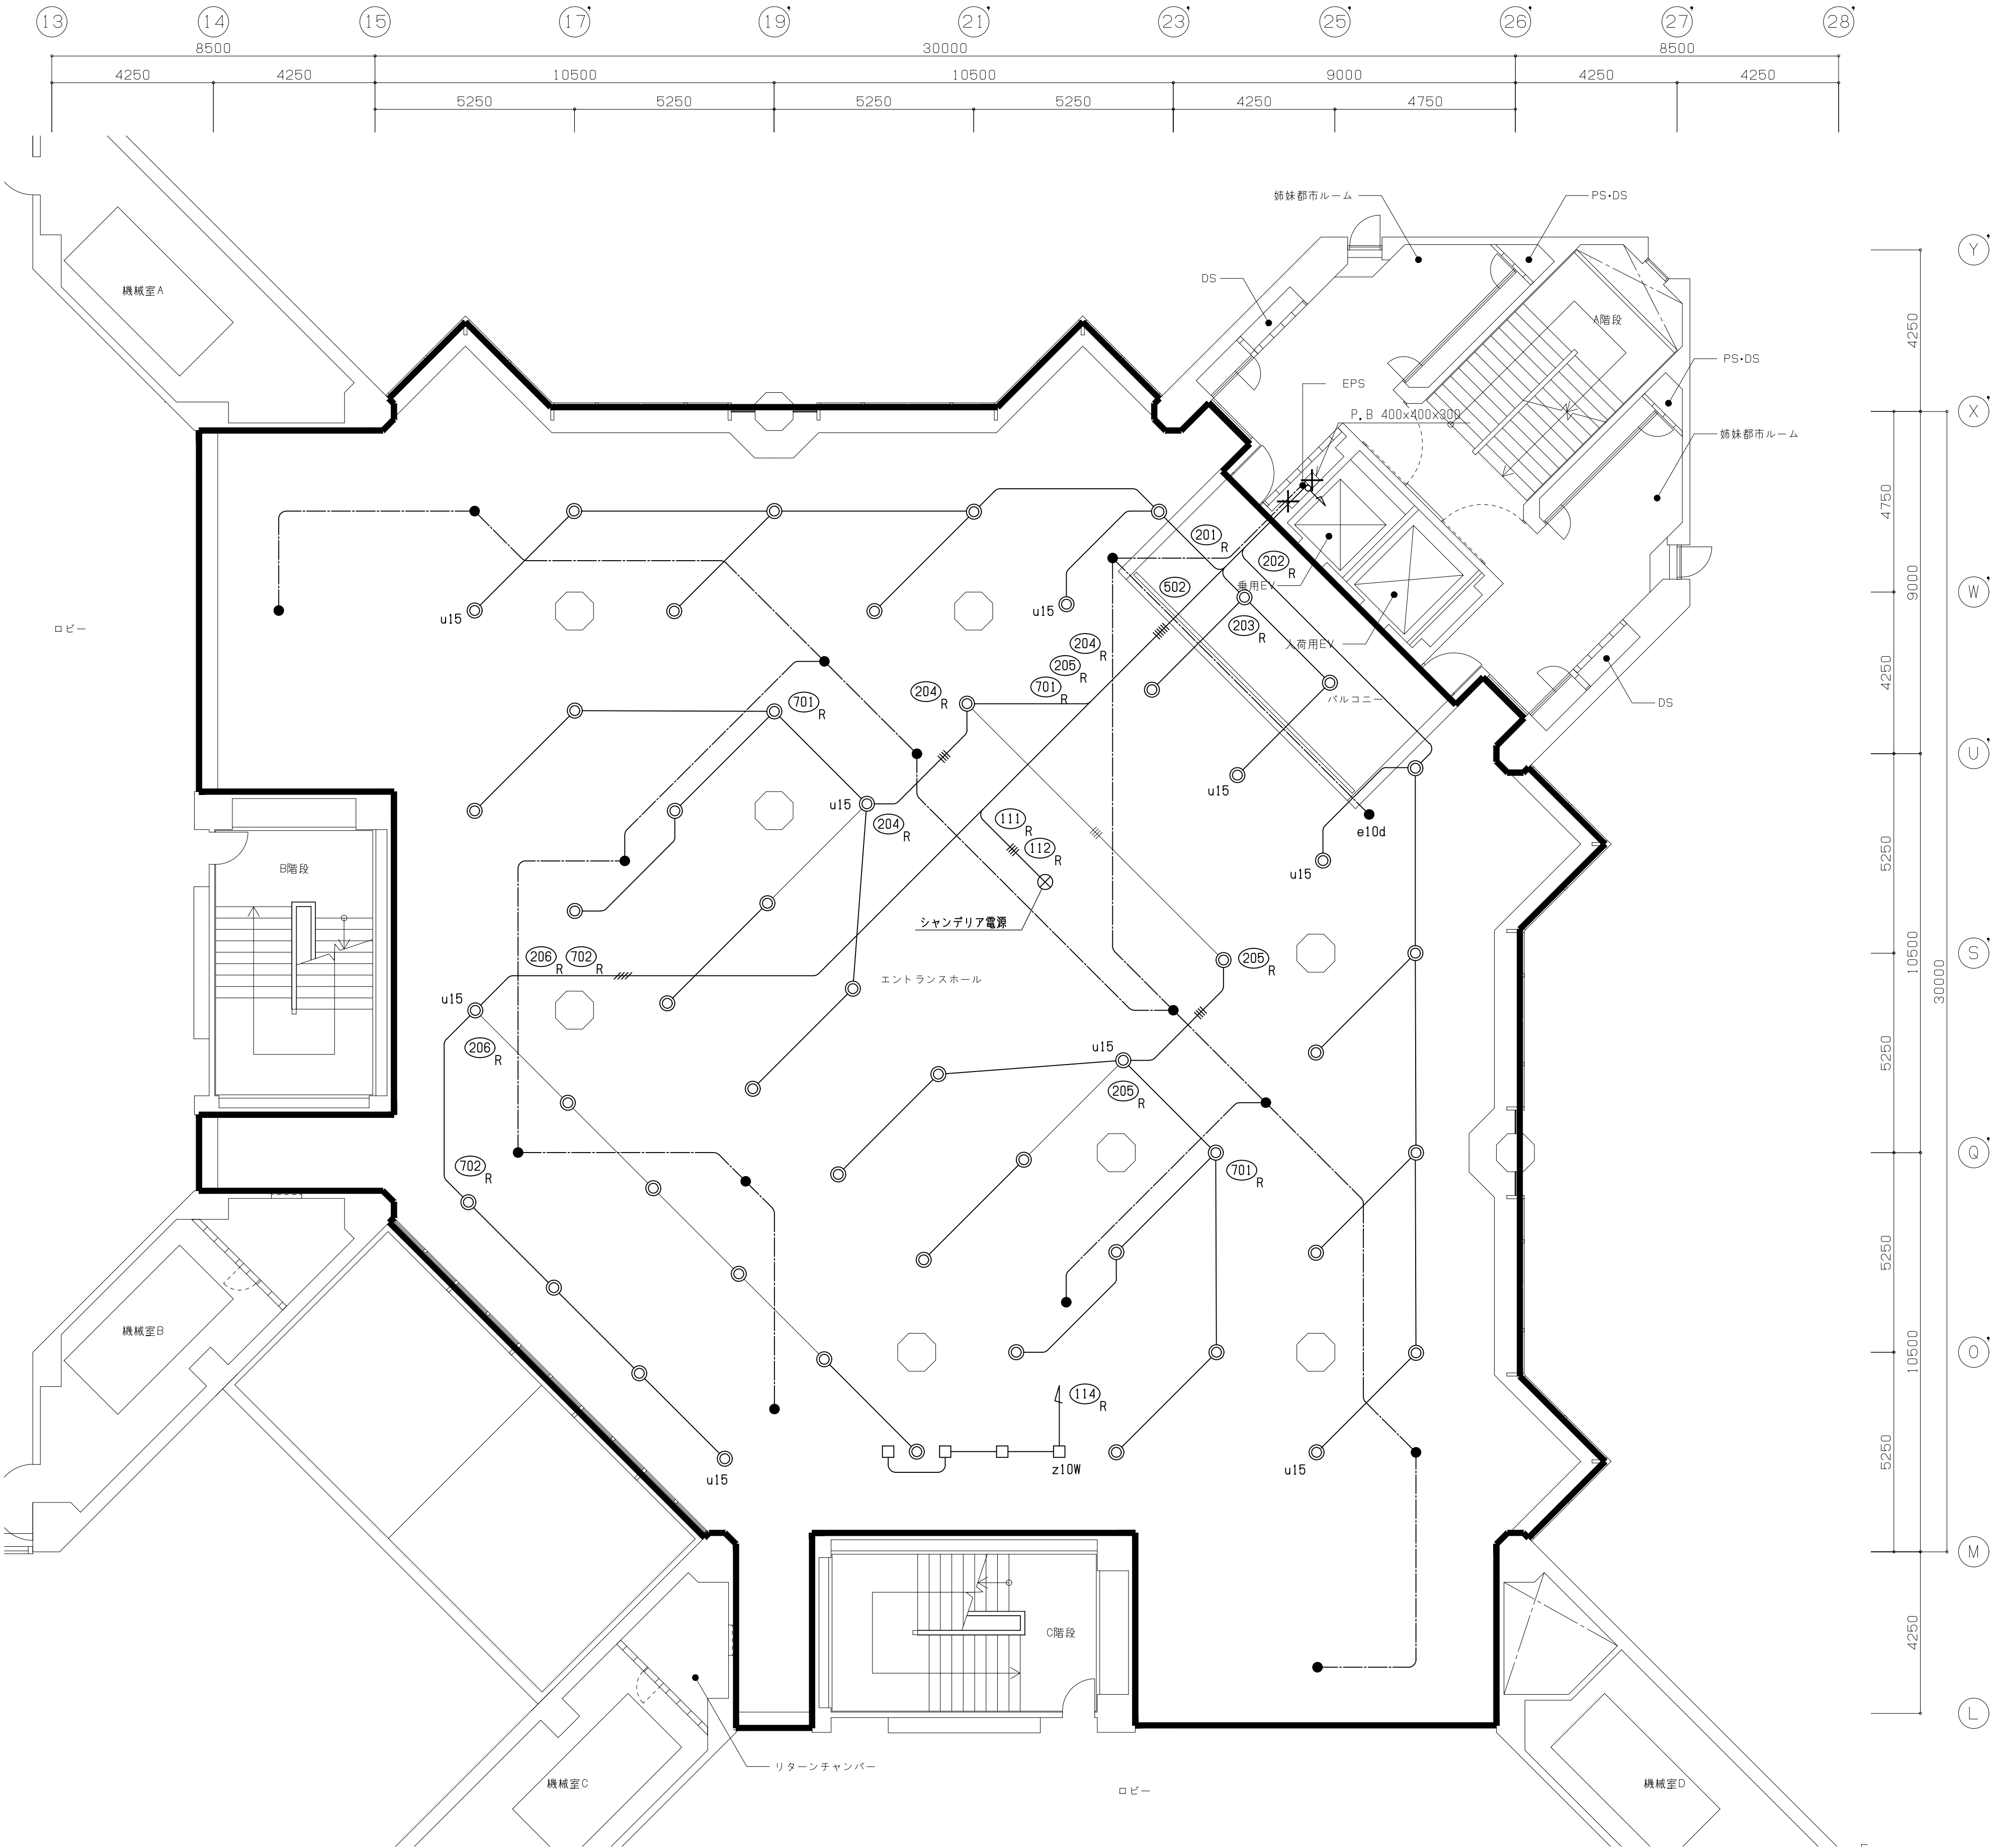 13 14 15 17' 19' 21' 23' 25' 26' 27' 28'
8500 30000 8500
4250 4250 10500 10500 9000 4250 4250
5250 5250 5250 5250 4250 4750
姉妹都市ルーム
PS・DS
Y'
DS
機械室A
A階段
4250
PS・DS
EPS
P.B 400x400x300
X'
姉妹都市ルーム
4750
201 R
202 R
502
乗用EV
9000
W'
u15
u15
ロビー
203 R
204 R
人荷用EV
205 R
701 R
4250
204 R
701 R
バルコニー
DS
U'
u15
u15
204 R
111 R
112 R
e10d
5250
B階段
u15
シャンデリア電源
206 R
702 R
205 R
10500
S'
エントランスホール
30000
u15
206 R
u15
5250
205 R
702 R
701 R
Q'
5250
機械室B
10500
O'
114 R
5250
u15
z10W
u15
M
C階段
4250
L
リターンチャンバー
機械室C
ロビー
機械室D